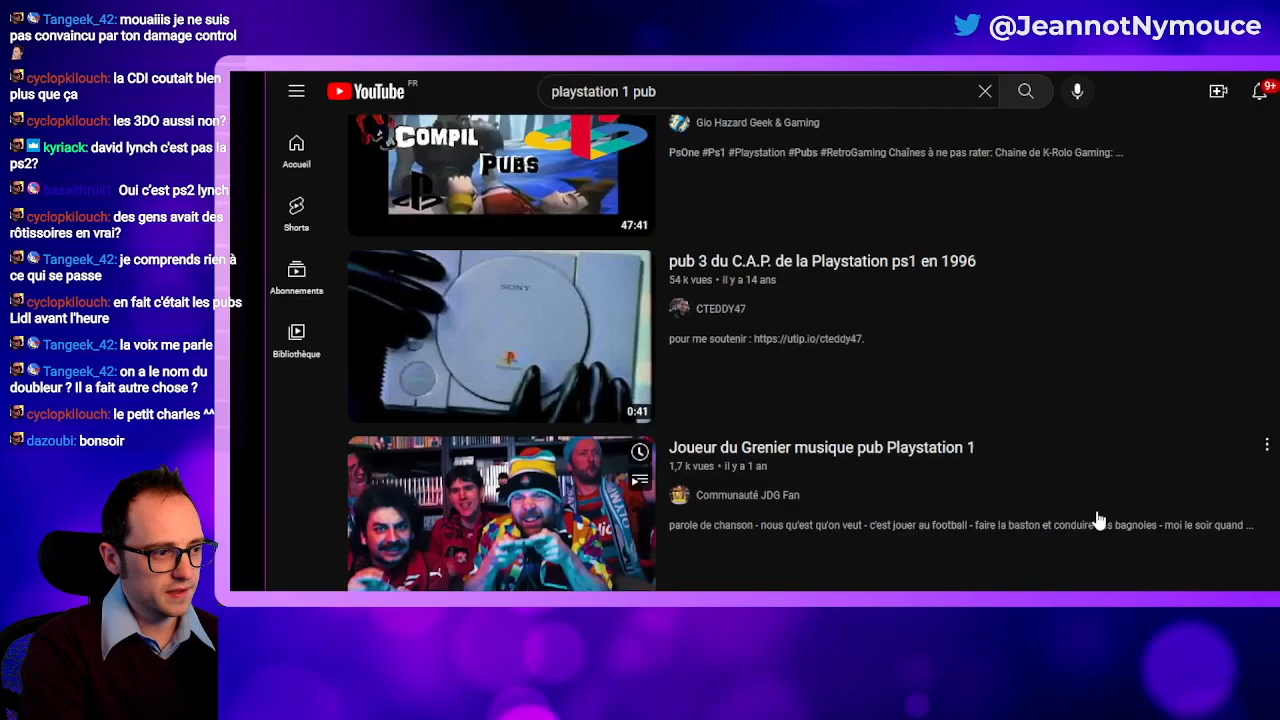 Tangeek_42: mouaiiis je ne suis
pas convaincu par ton damage control
cyclopkilouch: la CDI coutait bien
plus que ça
cyclopkilouch: les 3DO aussi non?
kyriack: david lynch c'est pas la
ps2?
Oui c'est ps2 lynch
cyclopkilouch: des gens avait des
rôtissoires en vrai?
Tangeek_42: je comprends rien à
ce qui se passe
cyclopkilouch: en fait c'était les pubs
Lidl avant l'heure
Tangeek_42: la voix me parle
Tangeek_42: on a le nom du
doubleur ? Il a fait autre chose ?
cyclopkilouch: le petit charles ^^
dazoubi: bonsoir
@JeannotNymouce
YouTube FR
playstation 1 pub
9+
Accueil
Shorts
Abonnements
Bibliothèque
COMPIL
PUBS
47:41
Gio Hazard Geek & Gaming
PsOne #Ps1 #Playstation #Pubs #RetroGaming Chaînes à ne pas rater: Chaine de K-Rolo Gaming: ...
SONY
0:41
pub 3 du C.A.P. de la Playstation ps1 en 1996
54 k vues • il y a 14 ans
CTEDDY47
pour me soutenir : https://utip.io/cteddy47.
Joueur du Grenier musique pub Playstation 1
1,7 k vues • il y a 1 an
Communauté JDG Fan
parole de chanson - nous qu'est qu'on veut - c'est jouer au football - faire la baston et conduire bagnoles - moi le soir quand ...